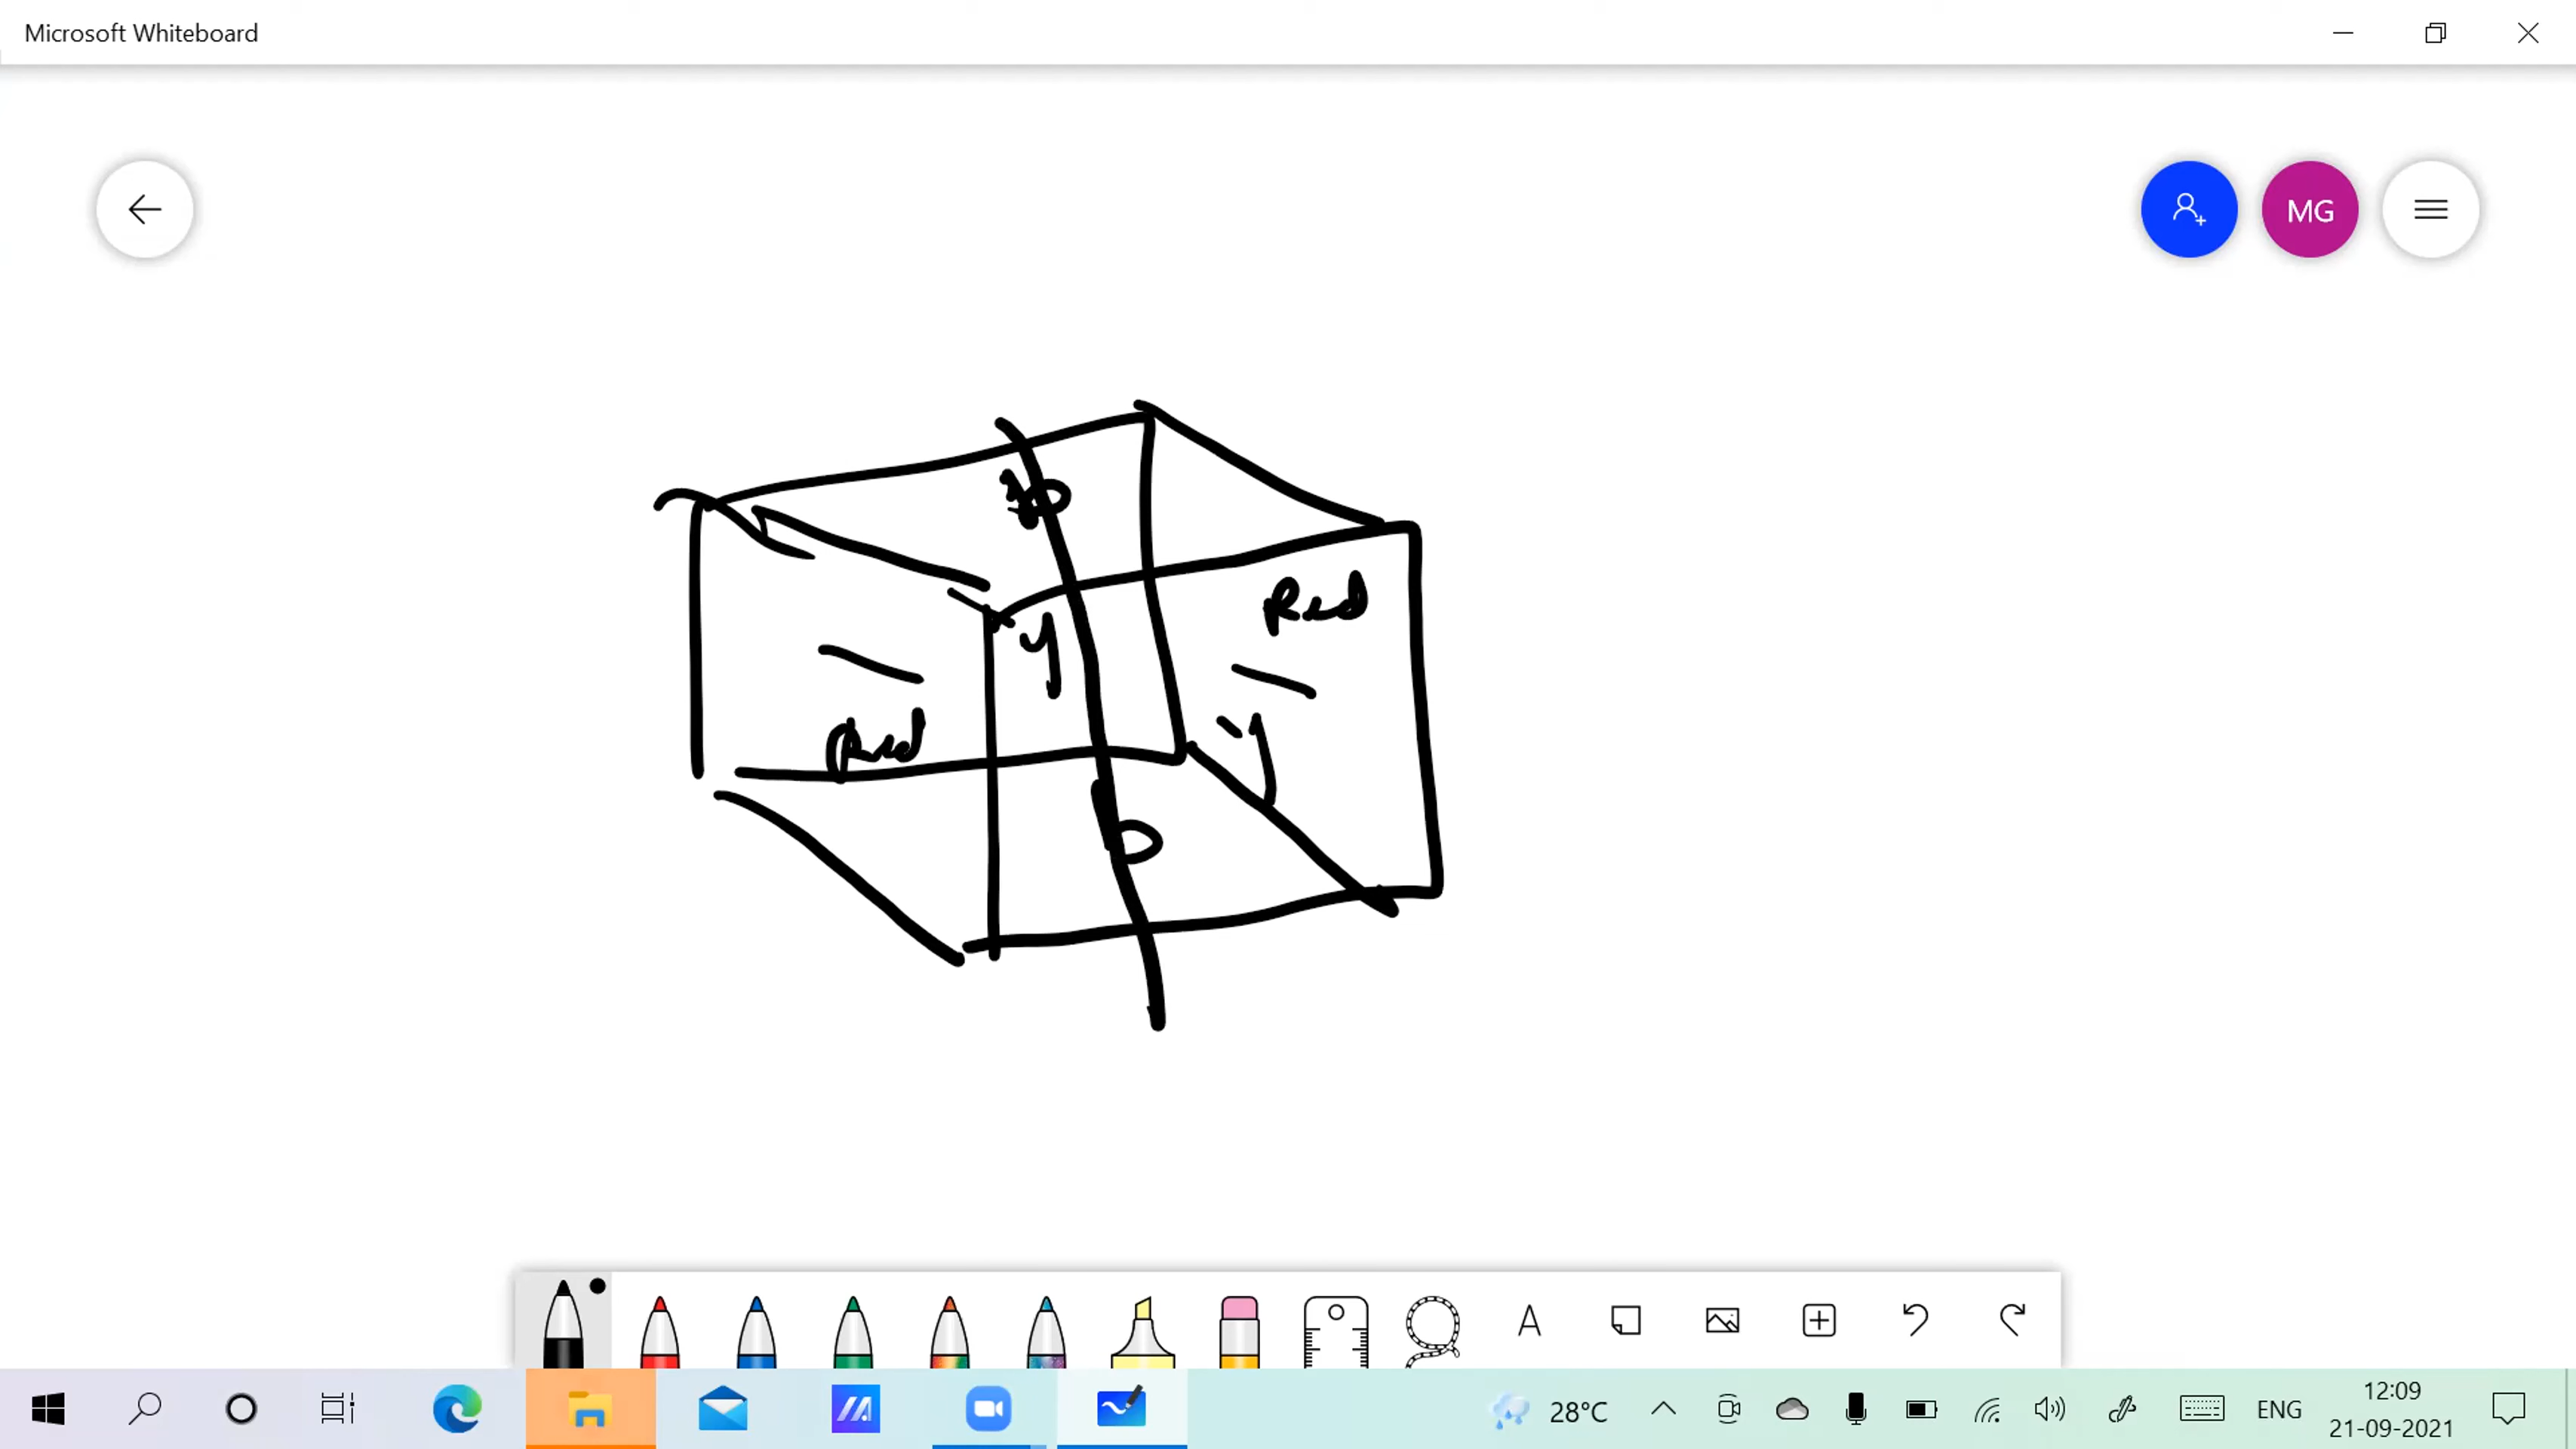 Microsoft Whiteboard
MG
b
y
Red
Red
y
b
A
28°C
ENG
12:09
21-09-2021